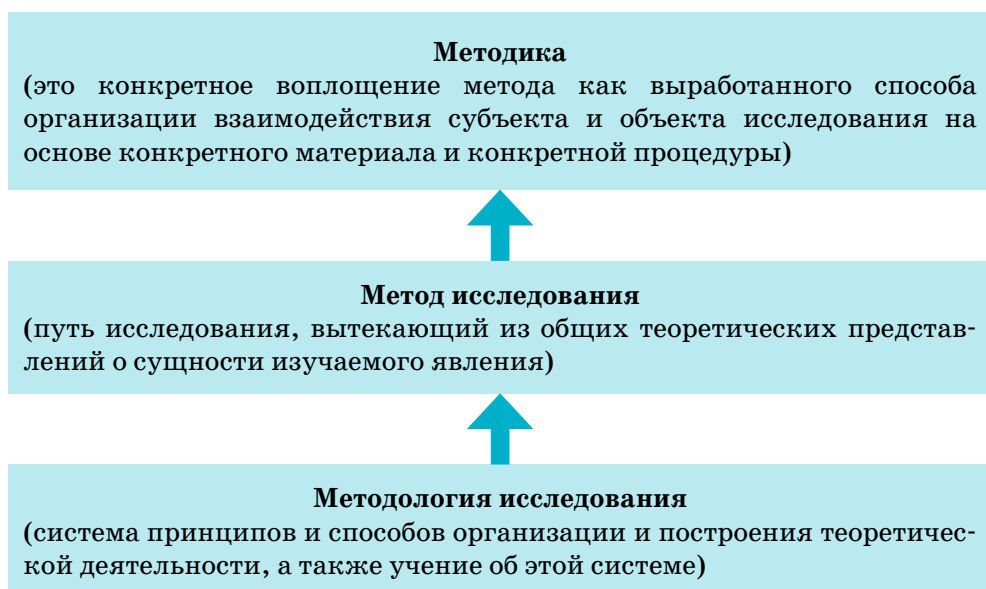 Методика
(это конкретное воплощение метода как выработанного способа
организации взаимодействия субъекта и объекта исследования на
основе конкретного материала и конкретной процедуры)
Метод исследования
(путь исследования, вытекающий из общих теоретических представ-
лений о сущности изучаемого явления)
Методология исследования
(система принципов и способов организации и построения теоретичес-
кой деятельности, а также учение об этой системе)